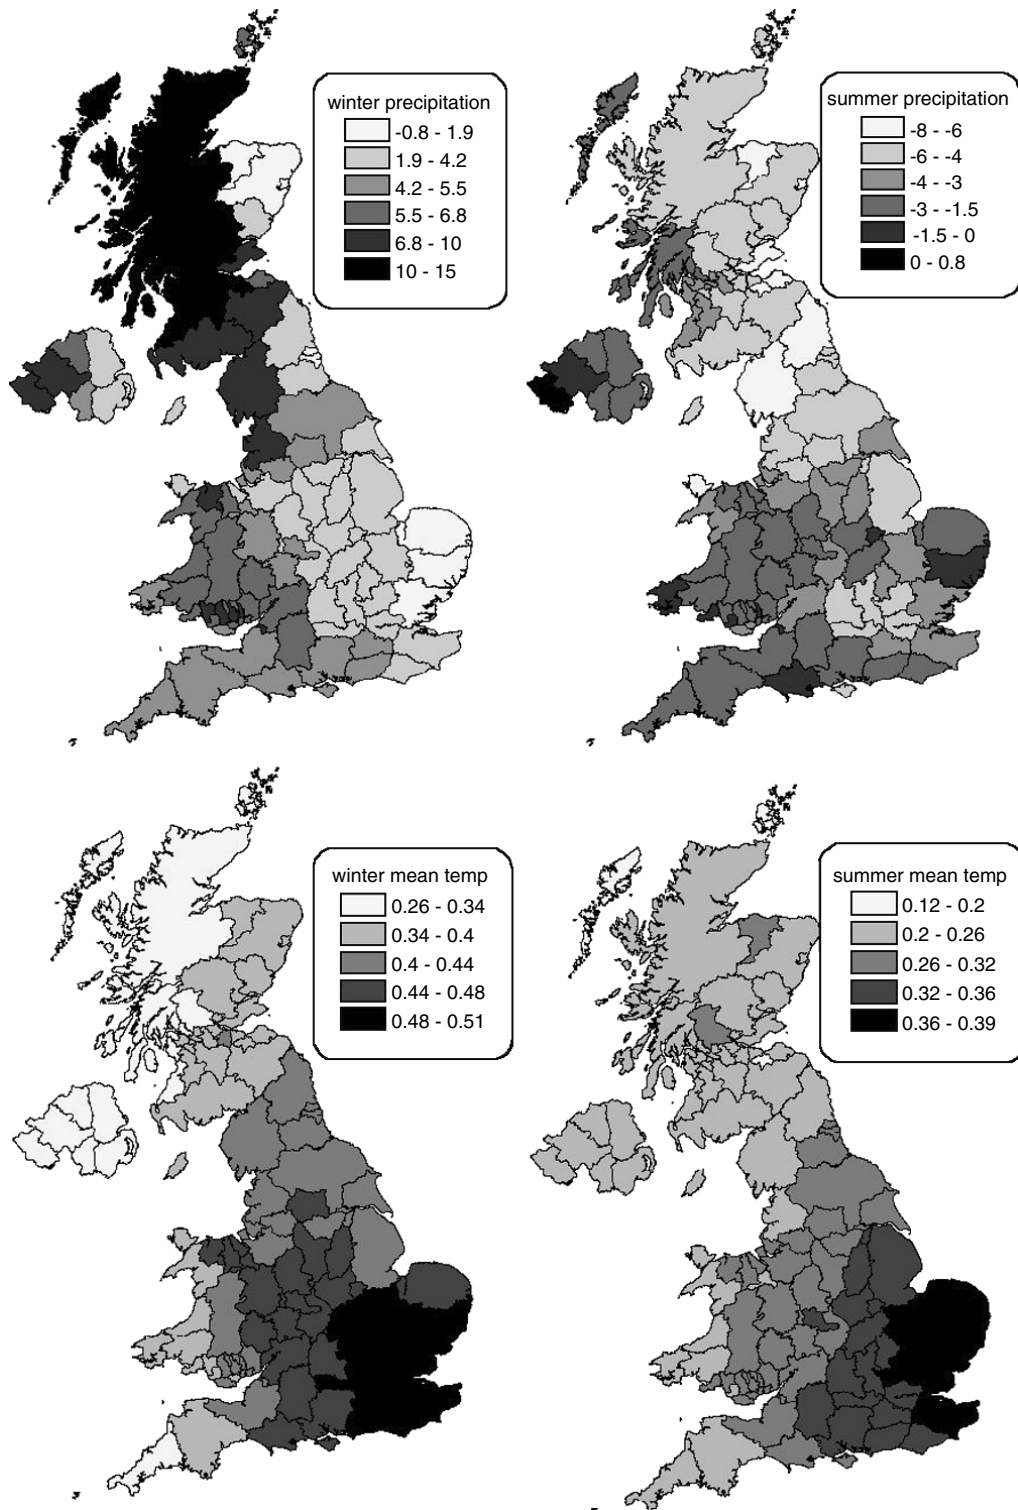 winter precipitation
-0.8 - 1.9
1.9 - 4.2
4.2 - 5.5
5.5 - 6.8
6.8 - 10
10 - 15
summer precipitation
-8 - -6
-6 - -4
-4 - -3
-3 - -1.5
-1.5 - 0
0 - 0.8
winter mean temp
0.26 - 0.34
0.34 - 0.4
0.4 - 0.44
0.44 - 0.48
0.48 - 0.51
summer mean temp
0.12 - 0.2
0.2 - 0.26
0.26 - 0.32
0.32 - 0.36
0.36 - 0.39